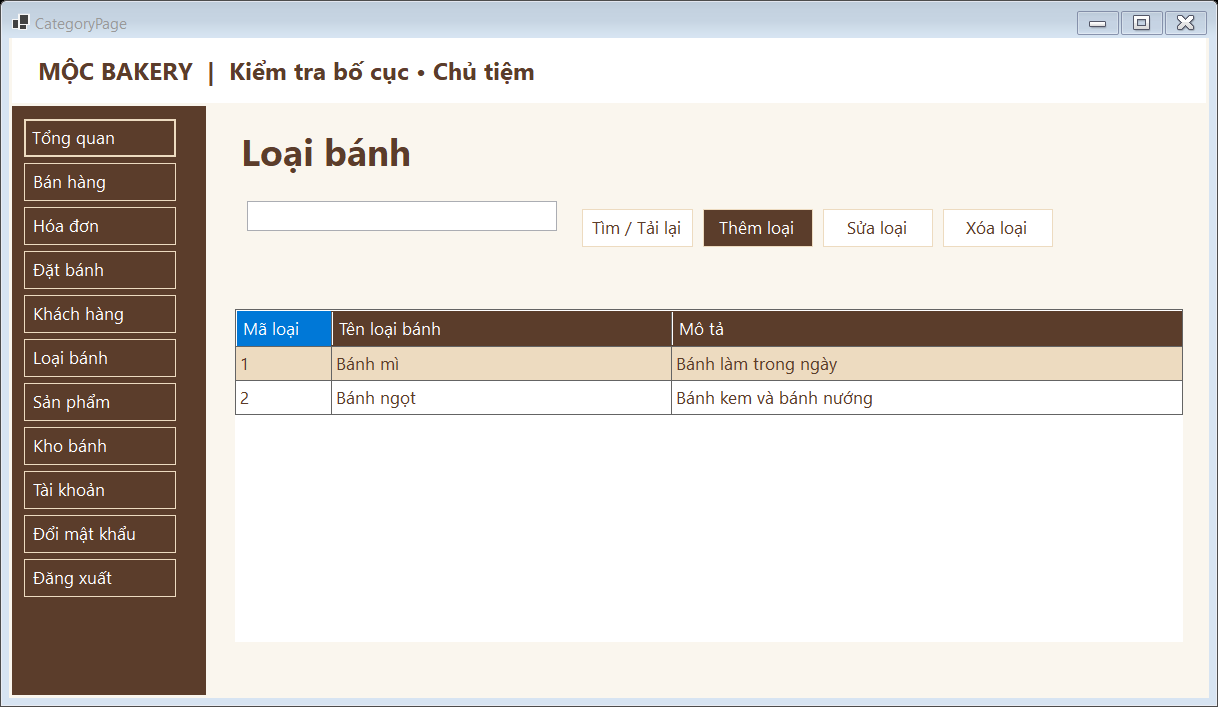 CategoryPage
MỘC BAKERY | Kiểm tra bố cục • Chủ tiệm
Tổng quan
Bán hàng
Hóa đơn
Đặt bánh
Khách hàng
Loại bánh
Sản phẩm
Kho bánh
Tài khoản
Đổi mật khẩu
Đăng xuất
Loại bánh
Tìm / Tải lại Thêm loại Sửa loại Xóa loại
Mã loại Tên loại bánh Mô tả
1 Bánh mì Bánh làm trong ngày
2 Bánh ngọt Bánh kem và bánh nướng